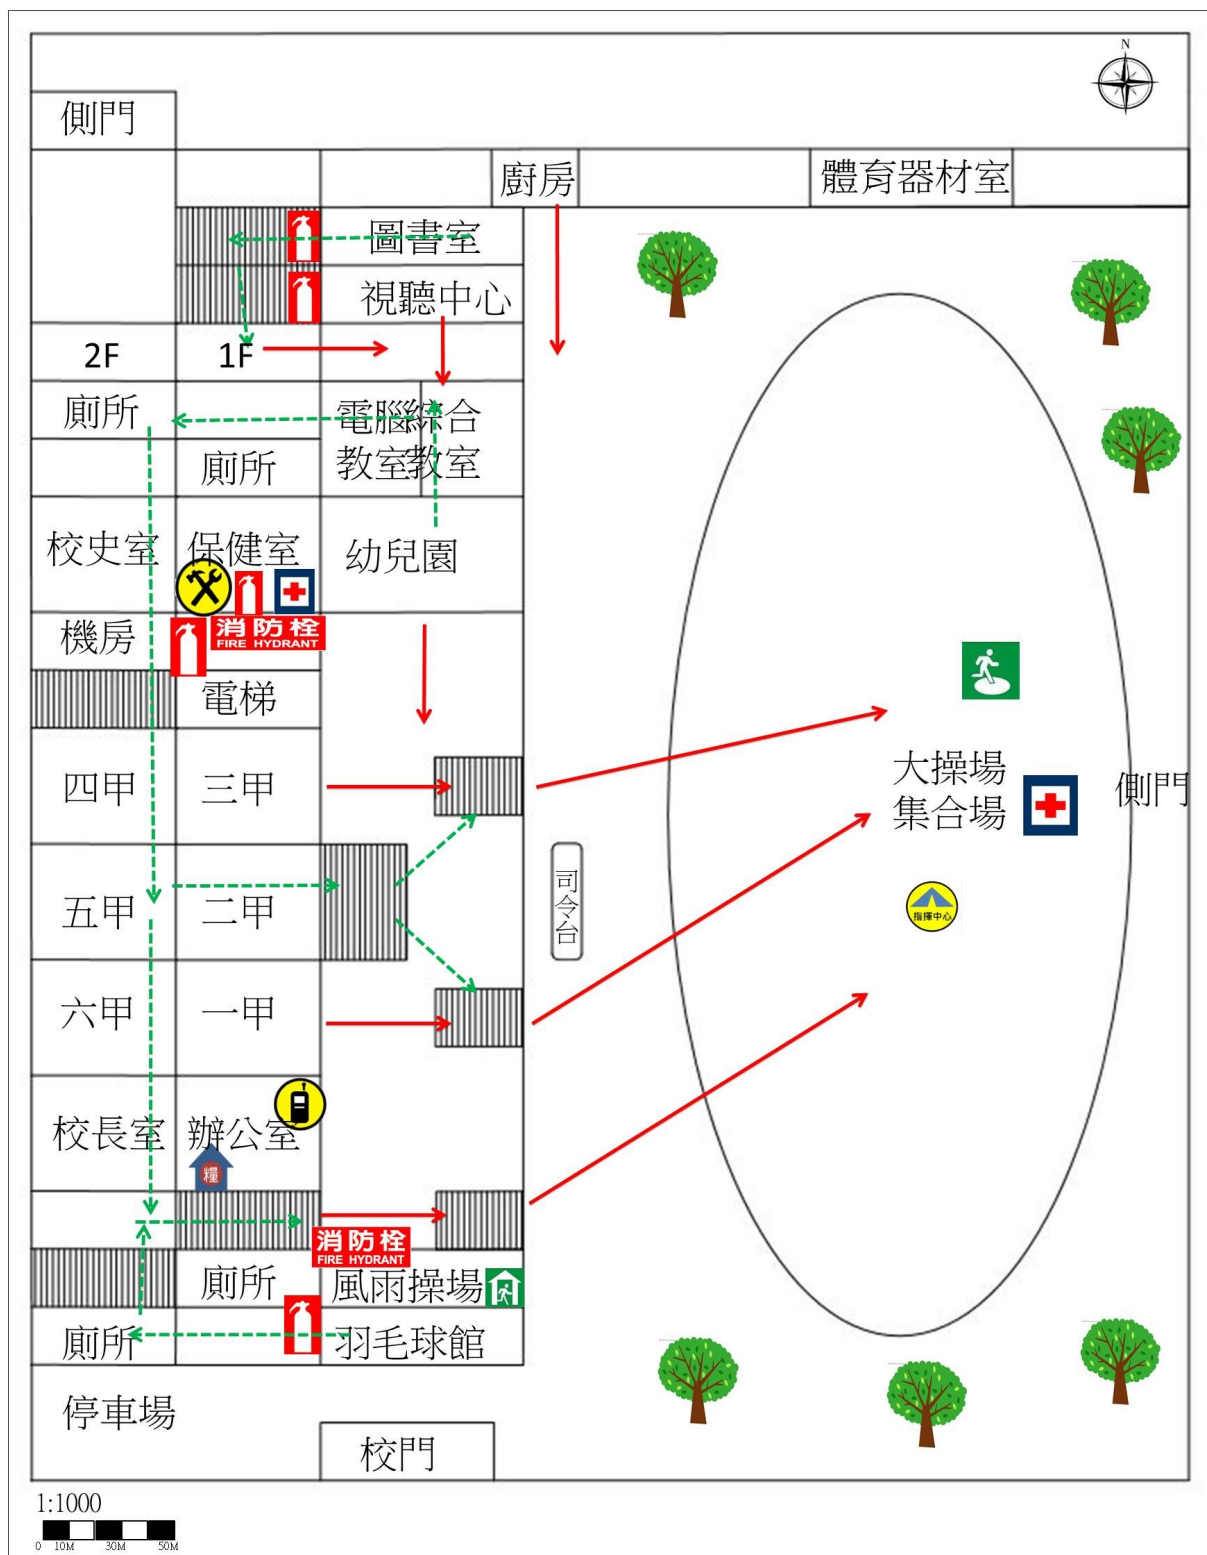 N
側門
廚房
體育器材室
圖書室
視聽中心
2F
1F
廁所
電腦
教室
綜合
教室
廁所
校史室
保健室
幼兒園
機房
消防栓
FIRE HYDRANT
電梯
四甲
三甲
大操場
集合場
側門
五甲
二甲
司令台
指揮中心
六甲
一甲
校長室
辦公室
糧
消防栓
FIRE HYDRANT
廁所
風雨操場
廁所
羽毛球館
停車場
校門
1:1000
0 10M 30M 50M